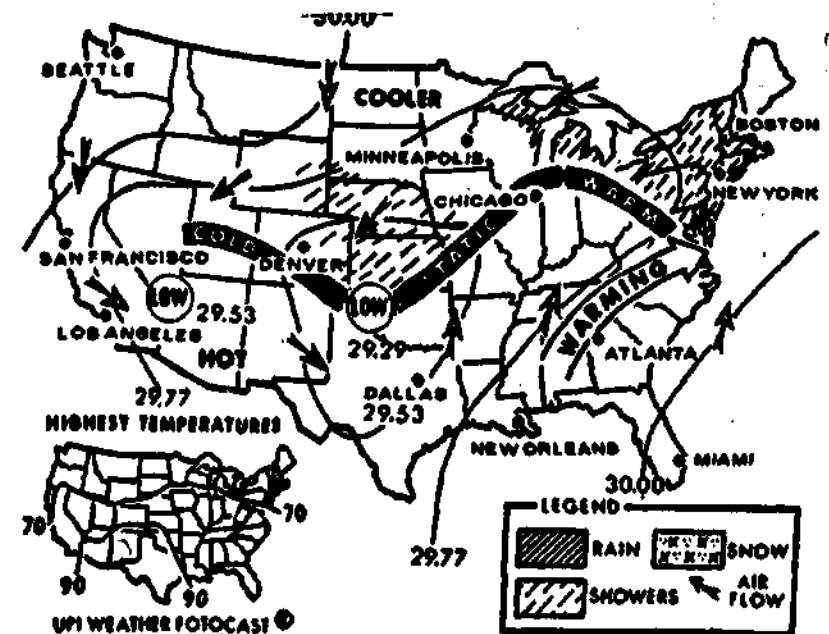 30.00
SEATTLE
COOLER
BOSTON
MINNEAPOLIS
NEW YORK
CHICAGO
WARM
COLD
STATIC
SAN FRANCISCO
DENVER
WARMING
LOW
29.53
LOW
LOS ANGELES
29.29
HOT
ATLANTA
DALLAS
29.53
29.77
HIGHEST TEMPERATURES
NEW ORLEANS
MIAMI
30.00
LEGEND
70
70
RAIN
SNOW
29.77
90
90
SHOWERS
AIR
FLOW
UPI WEATHER FOTOCAST ©